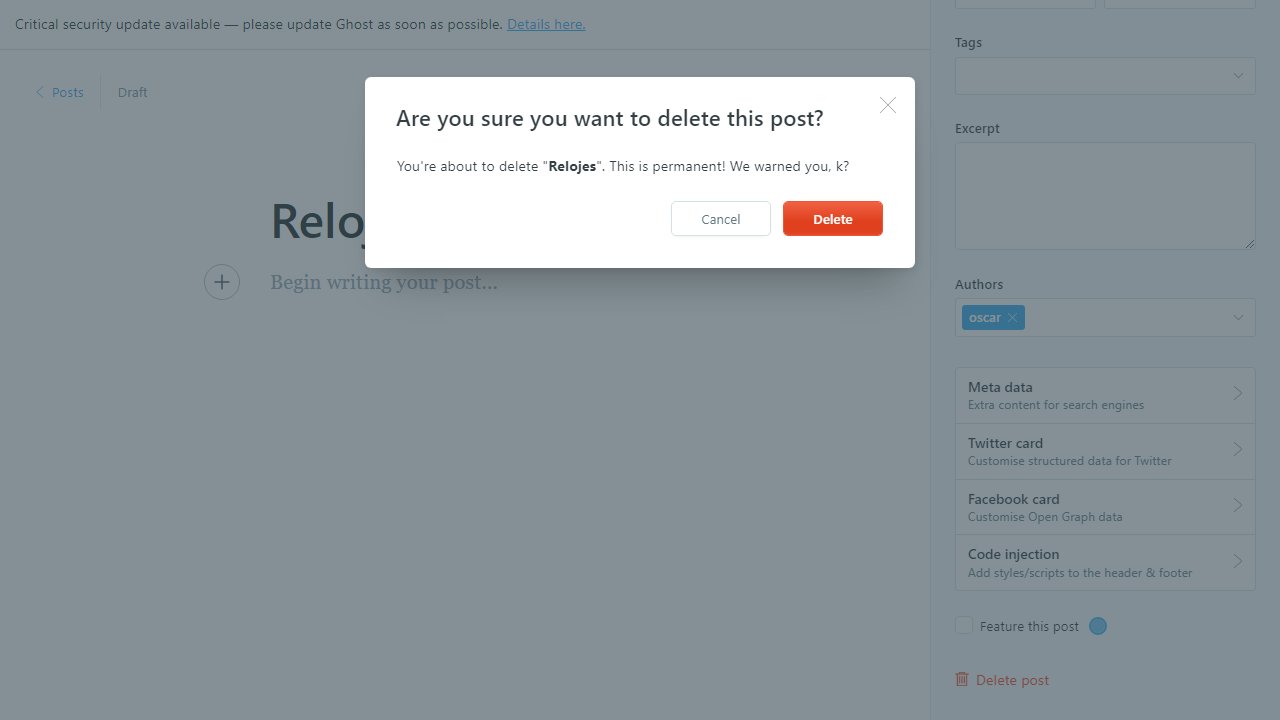 Critical security update available — please update Ghost as soon as possible. Details here.
Posts
Draft
Are you sure you want to delete this post?
You're about to delete "Relojes". This is permanent! We warned you, k?
Cancel
Delete
Begin writing your post...
Tags
Excerpt
Authors
oscar
Meta data
Extra content for search engines
Twitter card
Customise structured data for Twitter
Facebook card
Customise Open Graph data
Code injection
Add styles/scripts to the header & footer
Feature this post
Delete post